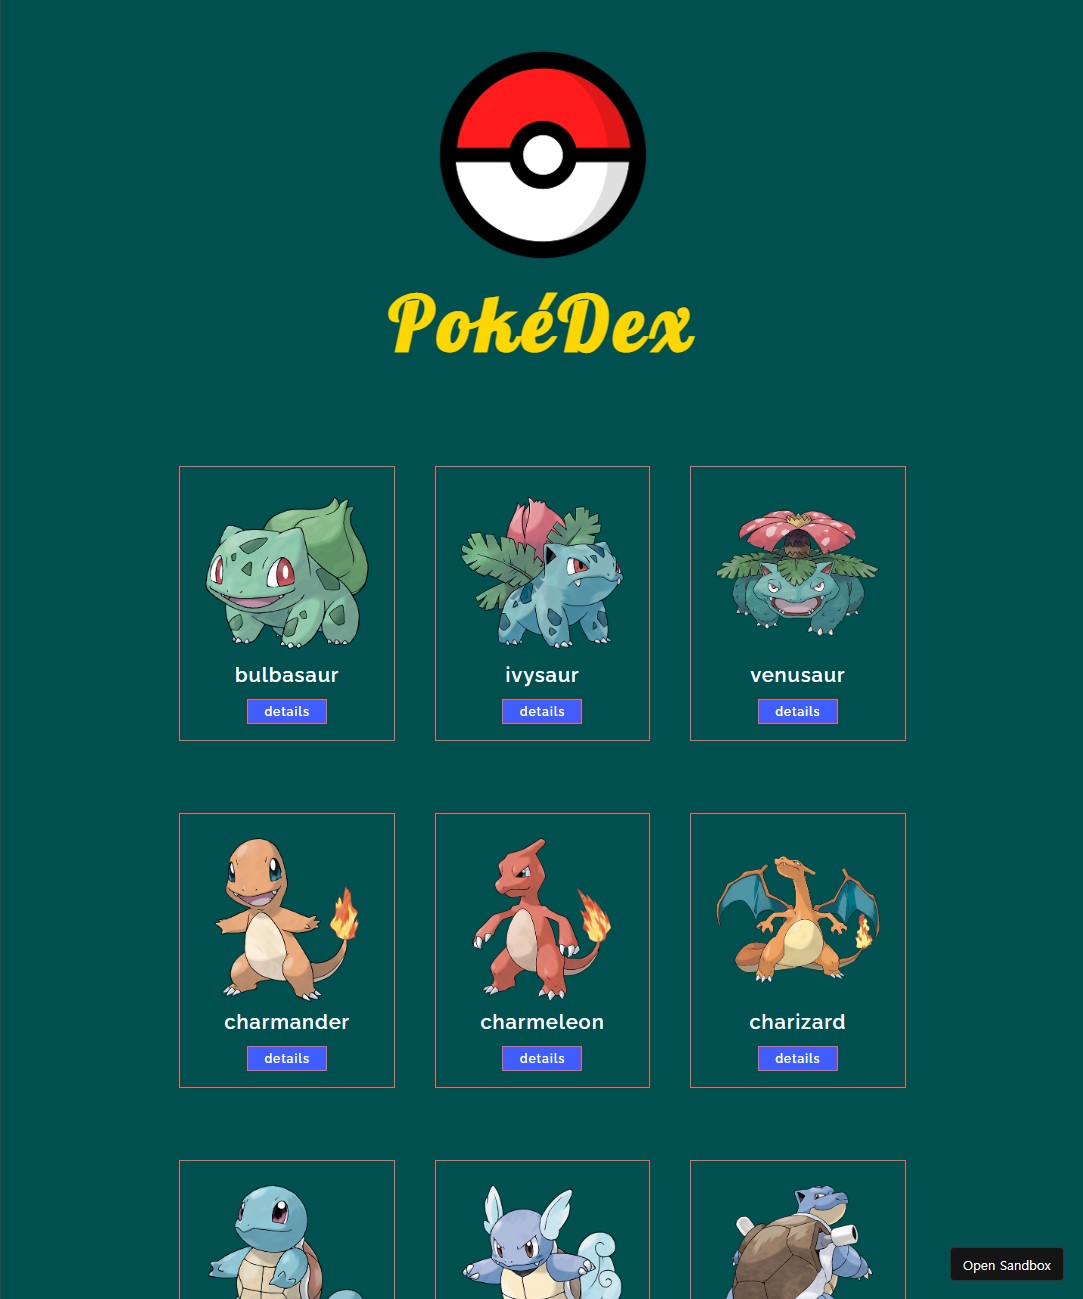 PokéDex
bulbasaur
ivysaur
venusaur
details
details
details
charmander
charmeleon
charizard
details
details
details
Open Sandbox